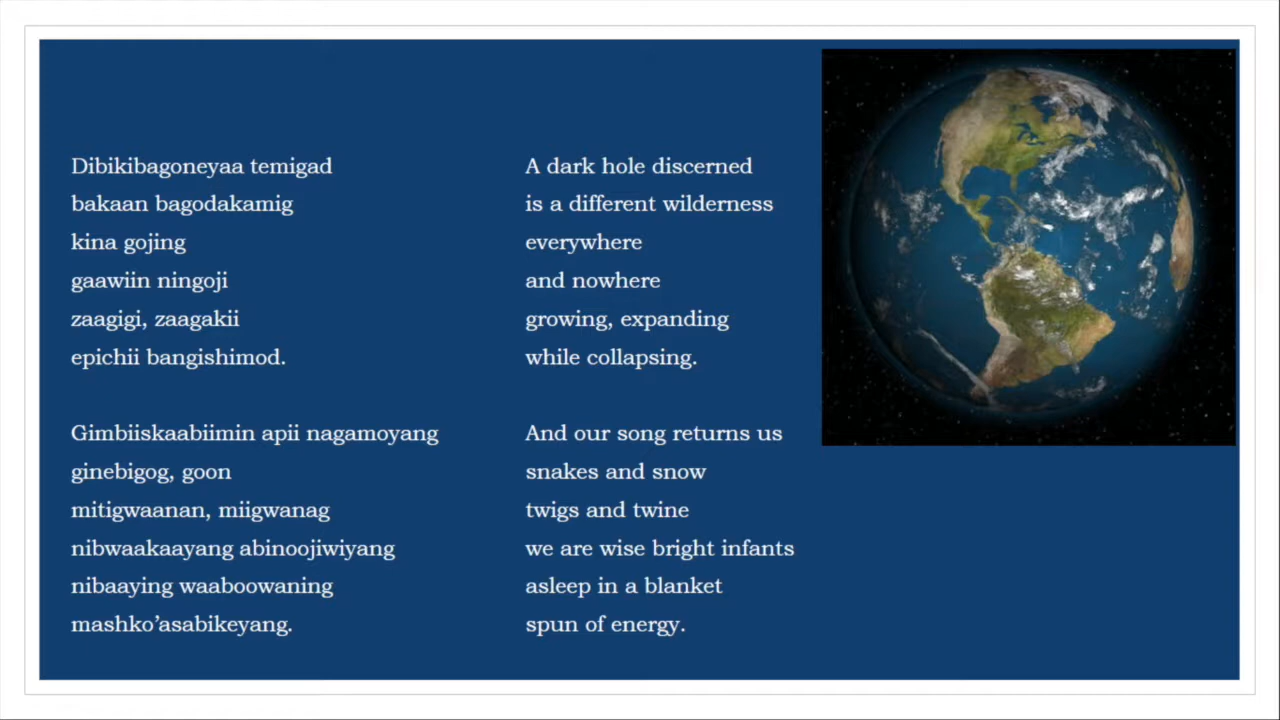 Dibikibagoneyaa temigad
bakaan bagodakamig
kina gojing
gaawiin ningoji
zaagigi, zaagakii
epichii bangishimod.
Gimbiiskaabiimin apii nagamoyang
ginebigog, goon
mitigwaanan, miigwanag
nibwaakaayang abinoojiwiyang
nibaaying waaboowaning
mashko’asabikeyang.
A dark hole discerned
is a different wilderness
everywhere
and nowhere
growing, expanding
while collapsing.
And our song returns us
snakes and snow
twigs and twine
we are wise bright infants
asleep in a blanket
spun of energy.